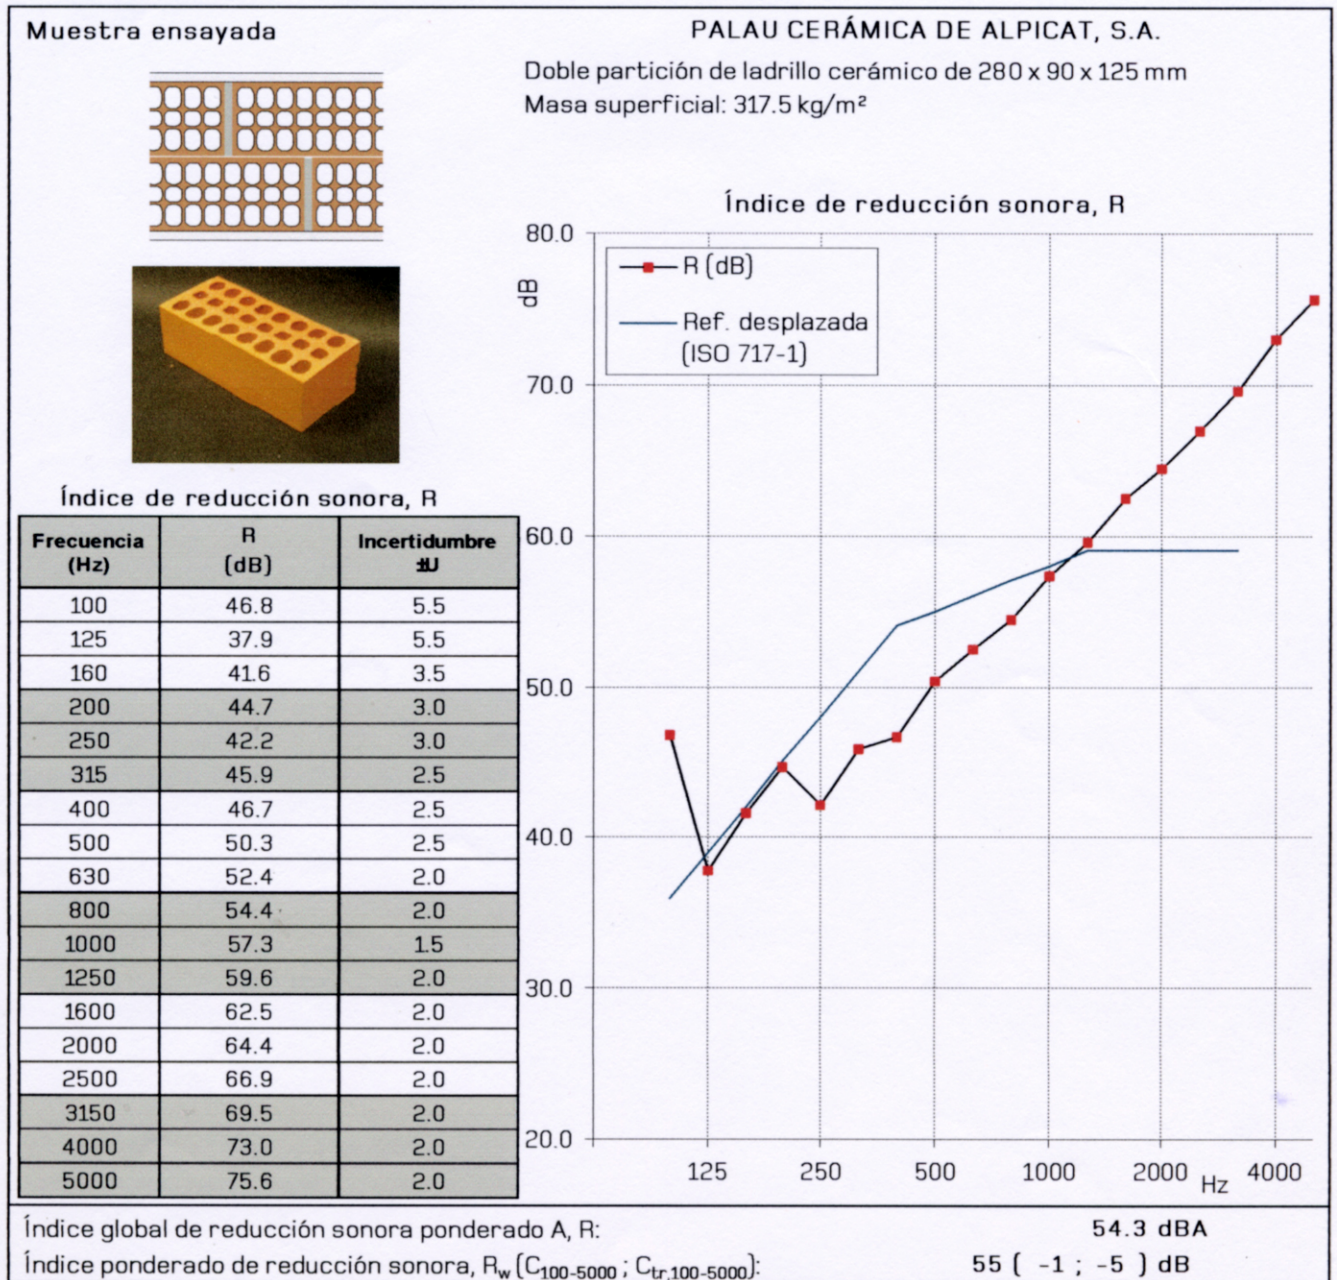 Muestra ensayada
PALAU CERÁMICA DE ALPICAT, S.A.
Doble partición de ladrillo cerámico de 280 x 90 x 125 mm
Masa superficial: 317.5 kg/m²
Índice de reducción sonora, R
Frecuencia (Hz) R (dB) Incertidumbre ±U
100 46.8 5.5
125 37.9 5.5
160 41.6 3.5
200 44.7 3.0
250 42.2 3.0
315 45.9 2.5
400 46.7 2.5
500 50.3 2.5
630 52.4 2.0
800 54.4 2.0
1000 57.3 1.5
1250 59.6 2.0
1600 62.5 2.0
2000 64.4 2.0
2500 66.9 2.0
3150 69.5 2.0
4000 73.0 2.0
5000 75.6 2.0
Índice de reducción sonora, R
dB
80.0
70.0
60.0
50.0
40.0
30.0
20.0
R (dB)
Ref. desplazada
(ISO 717-1)
125 250 500 1000 2000 4000
Hz
Índice global de reducción sonora ponderado A, R: 54.3 dBA
Índice ponderado de reducción sonora, Rw (C100-5000 ; Ctr,100-5000): 55 ( -1 ; -5 ) dB